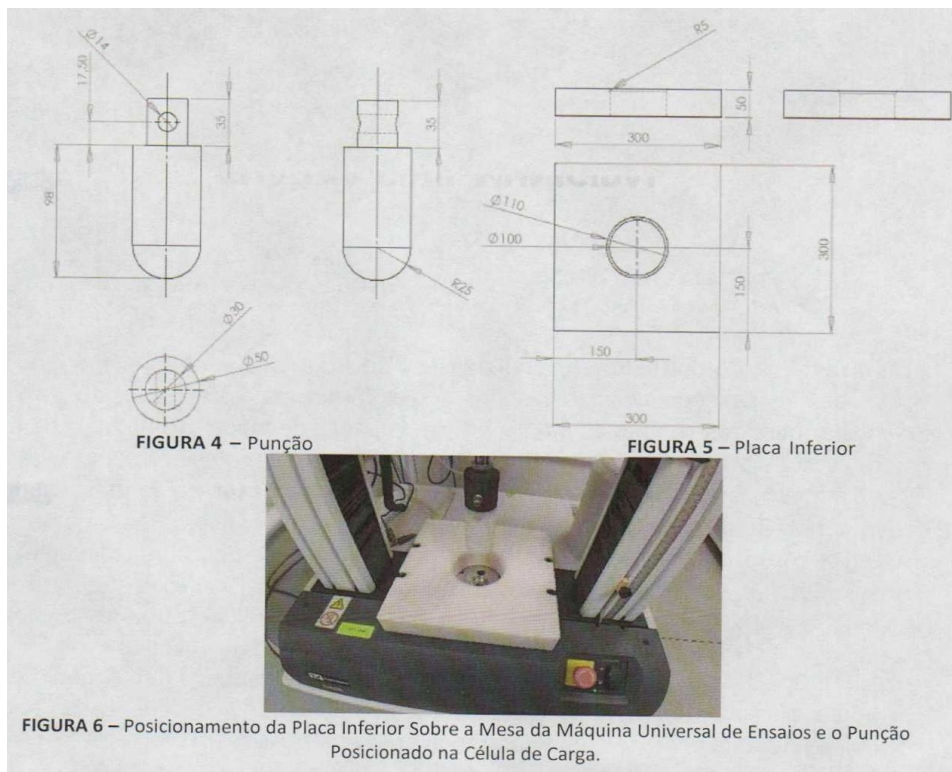 Ø14
17,50
35
98
Ø30
Ø50
35
R25
FIGURA 4 – Punção
R5
50
300
Ø110
Ø100
300
150
150
300
FIGURA 5 – Placa Inferior
FIGURA 6 – Posicionamento da Placa Inferior Sobre a Mesa da Máquina Universal de Ensaios e o Punção
Posicionado na Célula de Carga.